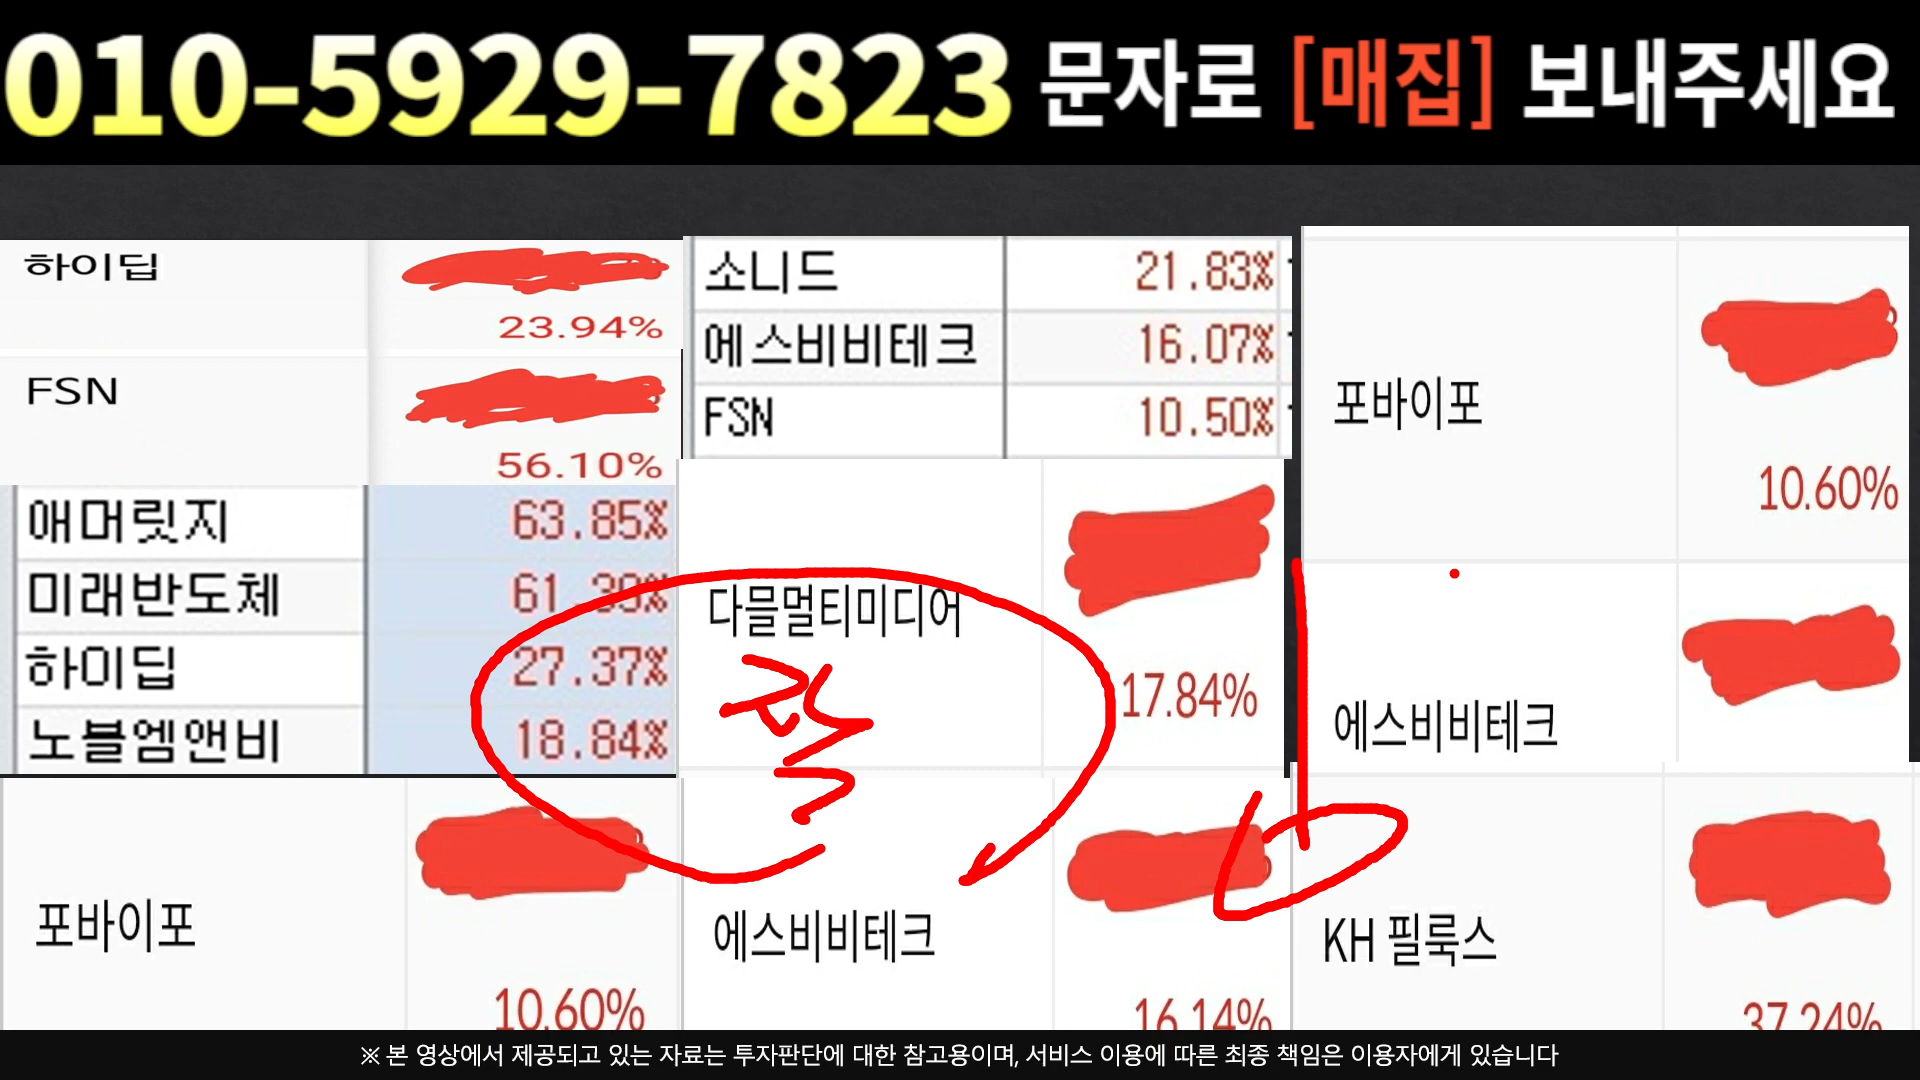 010-5929-7823 문자로 [매집] 보내주세요
하이딥
23.94%
FSN
56.10%
애머릿지 63.85%
미래반도체 61.39%
하이딥 27.37%
노블엠앤비 18.84%
소니드 21.83%
에스비비테크 16.07%
FSN 10.50%
다믈멀티미디어
17.84%
포바이포
10.60%
에스비비테크
포바이포
10.60%
에스비비테크
16.14%
KH 필룩스
37.24%
※ 본 영상에서 제공되고 있는 자료는 투자판단에 대한 참고용이며, 서비스 이용에 따른 최종 책임은 이용자에게 있습니다